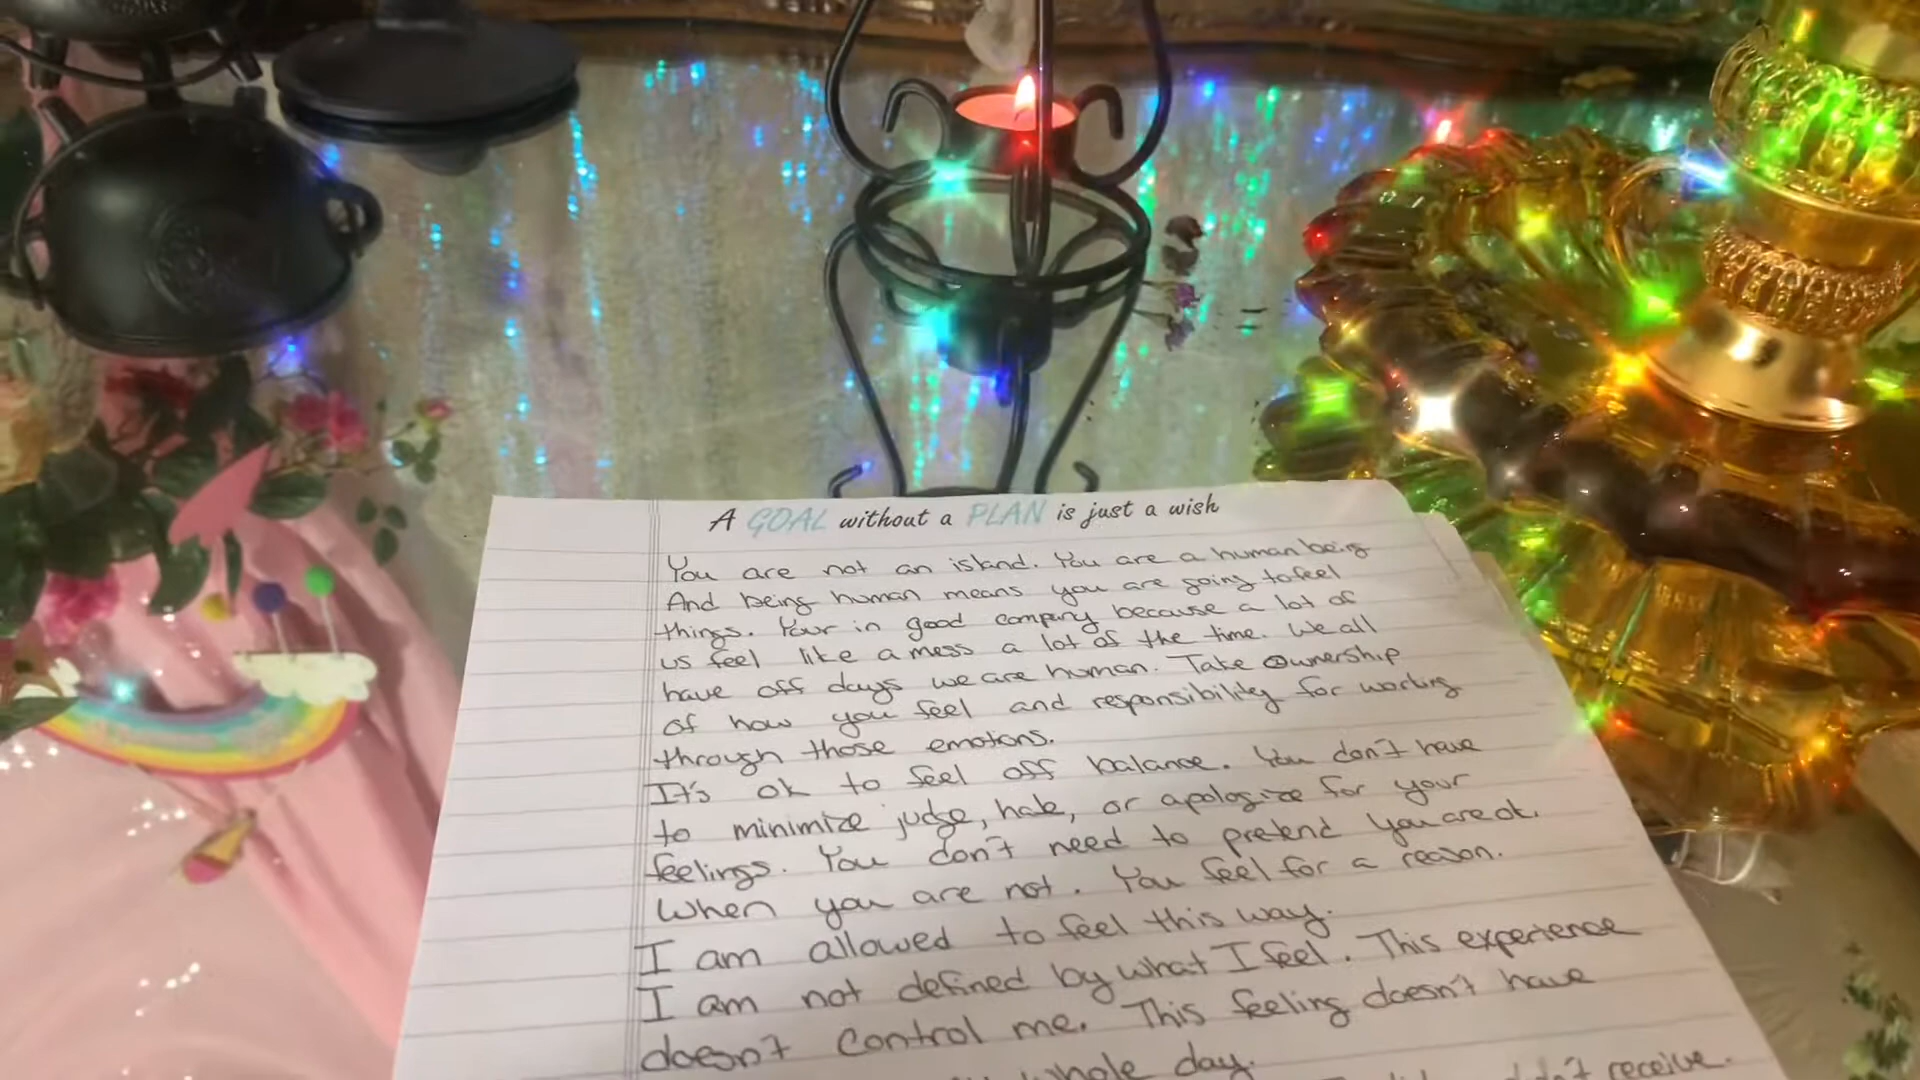 A GOAL without a PLAN is just a wish
You are not an island. You are a human being
And being human means you are going to feel
things. Your in good company because a lot of
us feel like a mess a lot of the time. We all
have off days we are human. Take Ownership
of how you feel and responsibility for working
through those emotions.
It's ok to feel off balance. You don't have
to minimize judge, hate, or apologize for your
feelings. You don't need to pretend you are ok.
When you are not. You feel for a reason.
I am allowed to feel this way.
I am not defined by what I feel. This experience
doesn't control me. This feeling doesn't have
whole day.
receive.